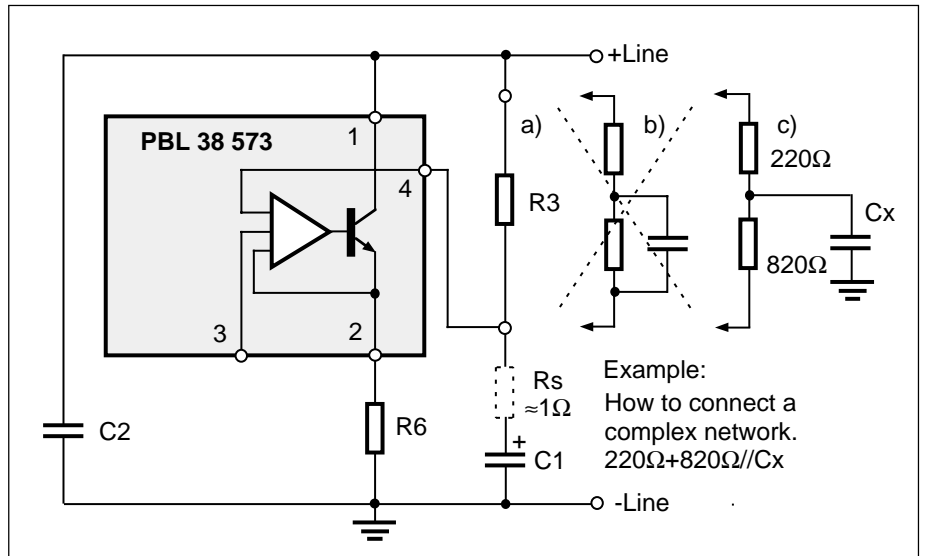 +Line
PBL 38 573
1
4
3
2
a)
R3
b)
c)
220Ω
Cx
820Ω
Rs
≈1Ω
+
C1
C2
R6
Example:
How to connect a
complex network.
220Ω+820Ω//Cx
-Line